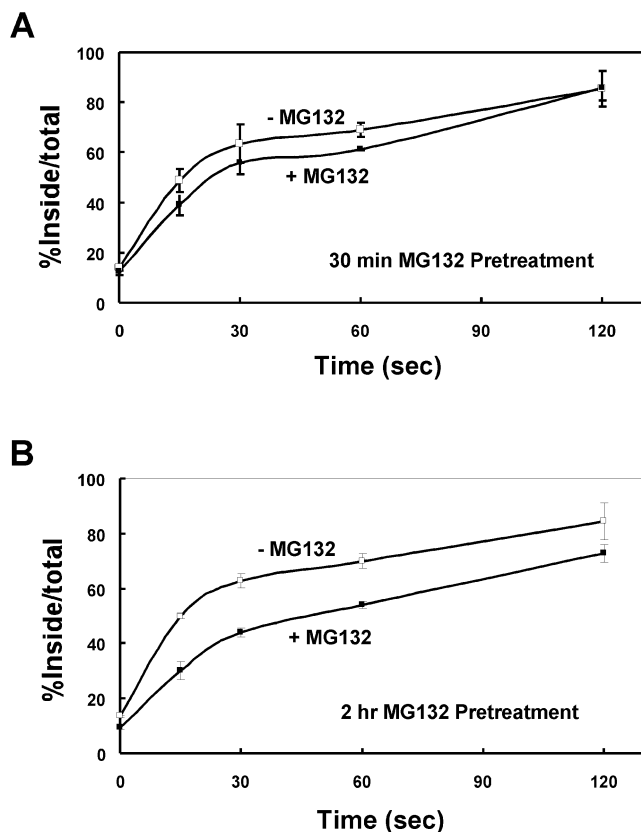 A
100
80
60
40
20
0
%Inside/total
- MG132
+ MG132
30 min MG132 Pretreatment
0 30 60 90 120
Time (sec)
B
100
80
60
40
20
0
%Inside/total
- MG132
+ MG132
2 hr MG132 Pretreatment
0 30 60 90 120
Time (sec)